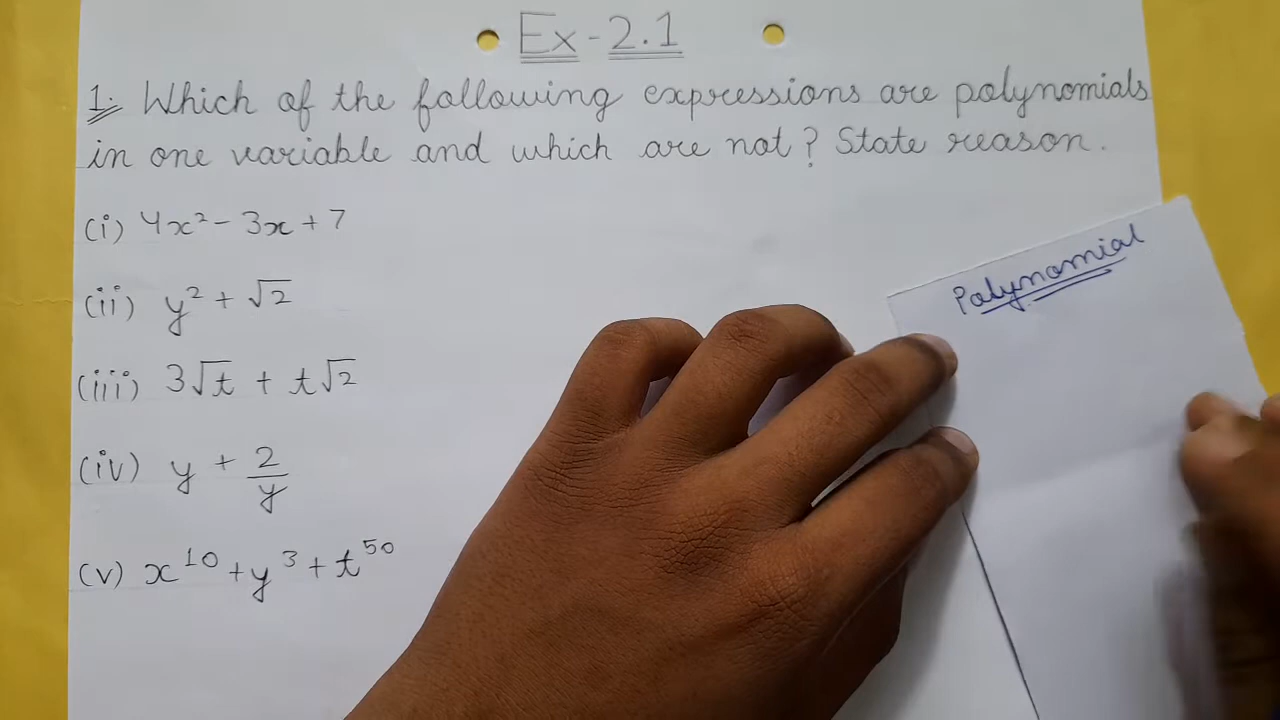 Ex - 2.1
1. Which of the following expressions are polynomials
in one variable and which are not? State reason.
(i) 4x² - 3x + 7
(ii) y² + √2
(iii) 3√t + t√2
(iv) y + 2/y
(v) x¹⁰ + y³ + t⁵⁰
Polynomial